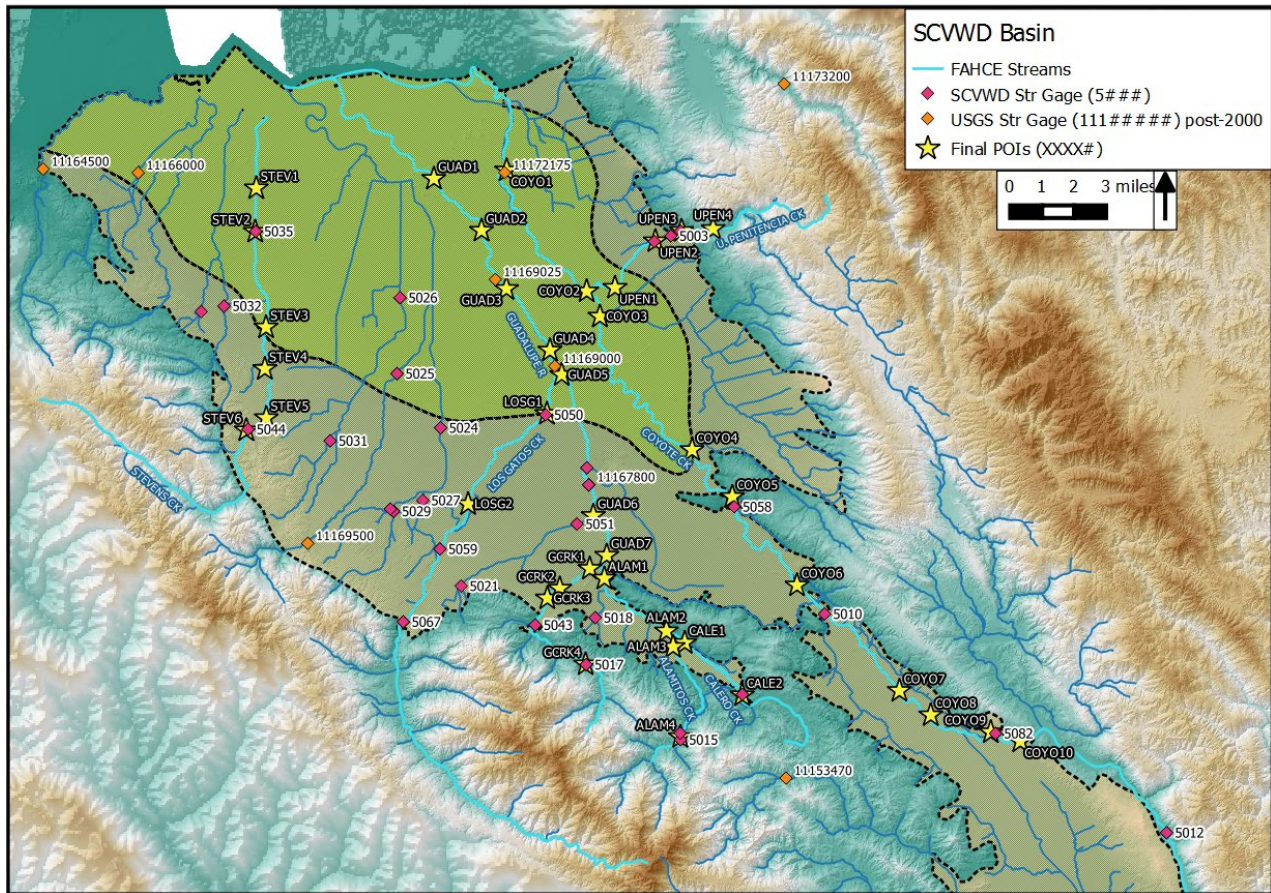 SCVWD Basin
FAHCE Streams
SCVWD Str Gage (5###)
USGS Str Gage (111#####) post-2000
Final POIs (XXXX#)
0 1 2 3 miles
11173200
11164500
11166000
STEV1
GUAD1
11172175
COYO1
STEV2
5035
GUAD2
UPEN3
UPEN4
5003
UPEN2
U. PENITENCIA CK
11169025
GUAD3
COYO2
UPEN1
5026
5032
STEV3
COYO3
GUADALUPE R
GUAD4
11169000
GUAD5
STEV4
5025
LOSG1
5050
STEV5
STEV6
5044
5024
5031
COYO4
COYOTE CK
LOS GATOS CK
STEVENS CK
11167800
COYO5
5058
5027
5029
LOSG2
GUAD6
5051
11169500
5059
GUAD7
GCRK1
ALAM1
GCRK2
GCRK3
5021
COYO6
5010
5067
5043
5018
ALAM2
CALE1
ALAM3
GCRK4
5017
ALAMITOS CK
CALERO CK
CALE2
COYO7
COYO8
COYO9
5082
COYO10
ALAM4
5015
11153470
5012